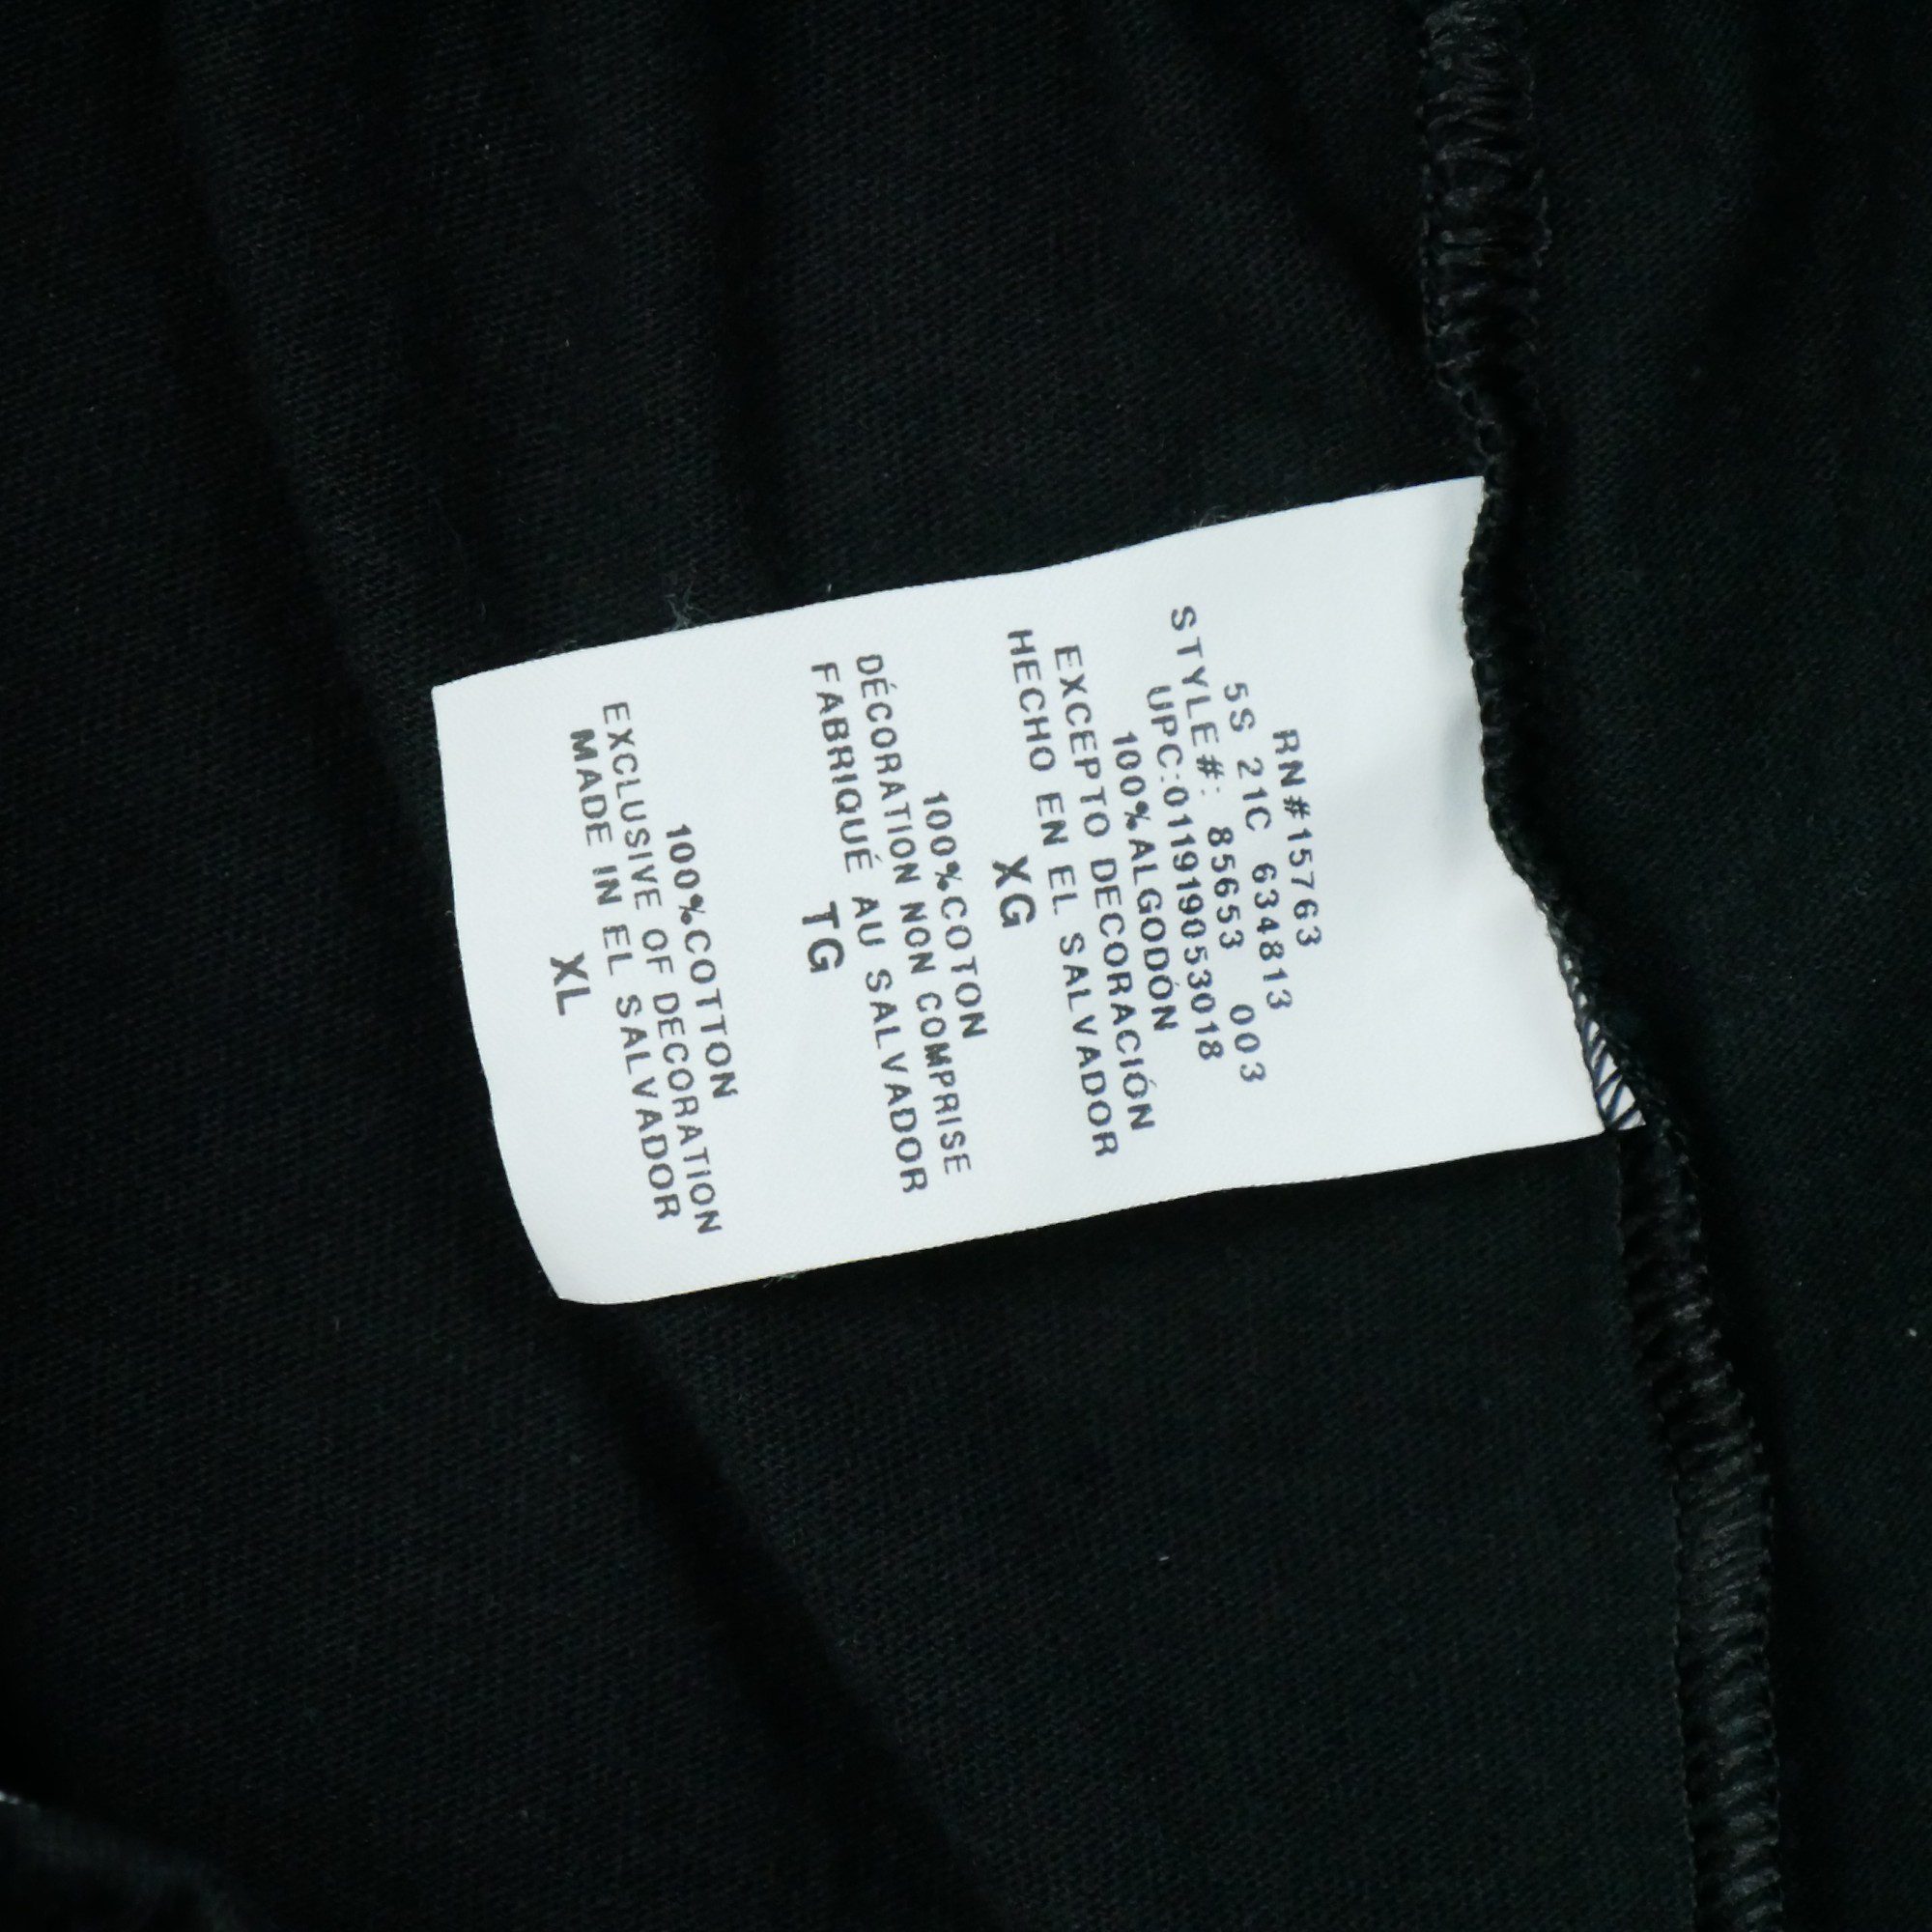 RN#15763
5S 21C 634813 003
STYLE#: 85653
UPC:011919053018
100%ALGODÓN
EXCEPTO DECORACIÓN
HECHO EN EL SALVADOR
XG
100%COTON
DÉCORATION NON COMPRISE
FABRIQUÉ AU SALVADOR
TG
100%COTTON
EXCLUSIVE OF DECORATION
MADE IN EL SALVADOR
XL